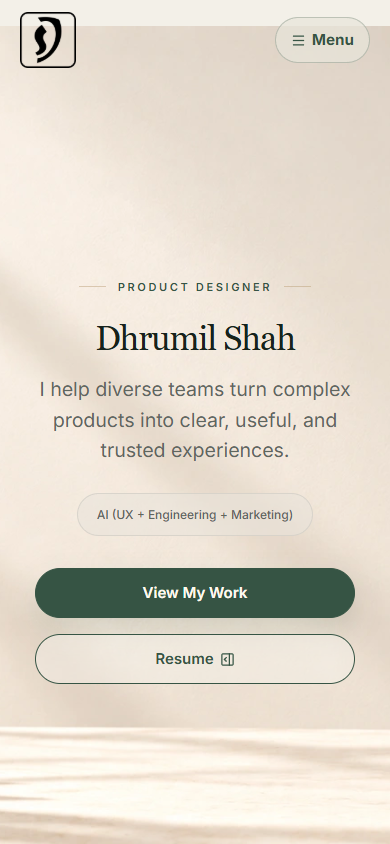 Menu
PRODUCT DESIGNER
Dhrumil Shah
I help diverse teams turn complex
products into clear, useful, and
trusted experiences.
AI (UX + Engineering + Marketing)
View My Work
Resume